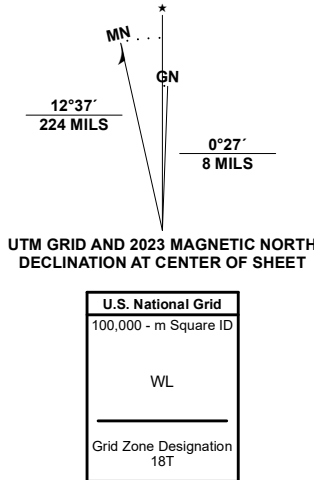 ★
MN
GN
12°37´
224 MILS
0°27´
8 MILS
UTM GRID AND 2023 MAGNETIC NORTH
DECLINATION AT CENTER OF SHEET
U.S. National Grid
100,000 - m Square ID
WL
Grid Zone Designation
18T